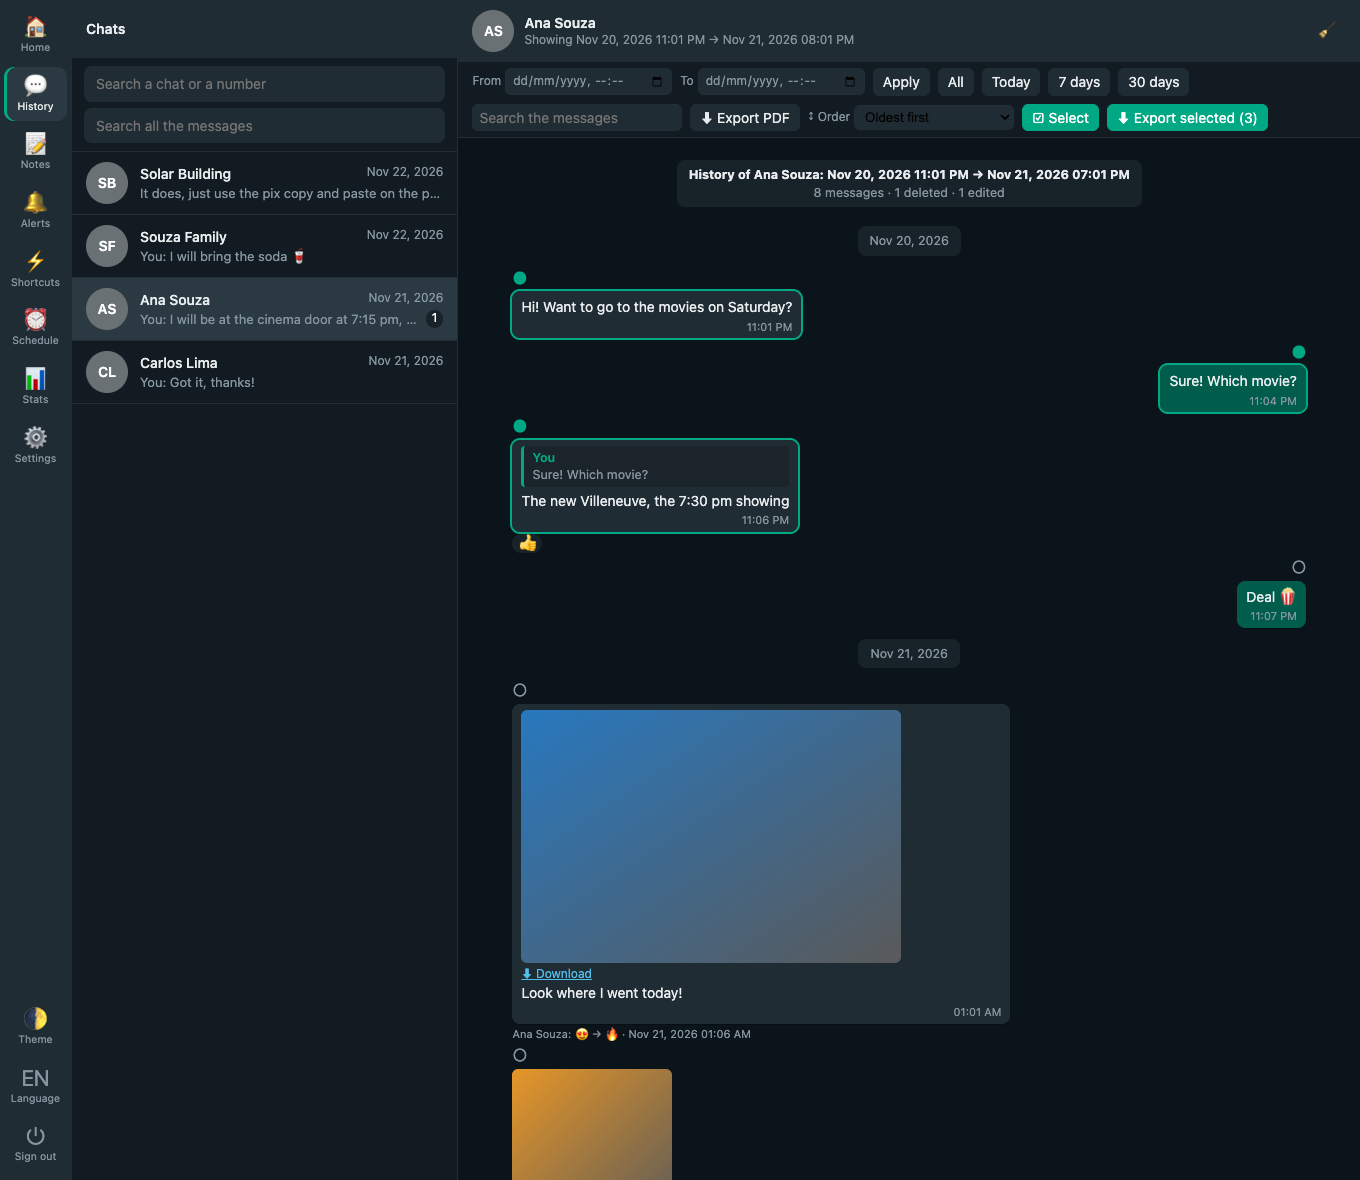 Home
History
Notes
Alerts
Shortcuts
Schedule
Stats
Settings
Theme
EN
Language
Sign out
Chats
Search a chat or a number
Search all the messages
SB
Solar Building
Nov 22, 2026
It does, just use the pix copy and paste on the p...
SF
Souza Family
Nov 22, 2026
You: I will bring the soda 🥤
AS
Ana Souza
Nov 21, 2026
You: I will be at the cinema door at 7:15 pm, ...
1
CL
Carlos Lima
Nov 21, 2026
You: Got it, thanks!
AS
Ana Souza
Showing Nov 20, 2026 11:01 PM → Nov 21, 2026 08:01 PM
From dd/mm/yyyy, --:-- To dd/mm/yyyy, --:-- Apply All Today 7 days 30 days
Search the messages ⬇ Export PDF ↕ Order Oldest first ☑ Select ⬇ Export selected (3)
History of Ana Souza: Nov 20, 2026 11:01 PM → Nov 21, 2026 07:01 PM
8 messages · 1 deleted · 1 edited
Nov 20, 2026
Hi! Want to go to the movies on Saturday?
11:01 PM
Sure! Which movie?
11:04 PM
You
Sure! Which movie?
The new Villeneuve, the 7:30 pm showing
11:06 PM
👍
Deal 🍿
11:07 PM
Nov 21, 2026
⬇ Download
Look where I went today!
01:01 AM
Ana Souza: 😍 → 🔥 · Nov 21, 2026 01:06 AM